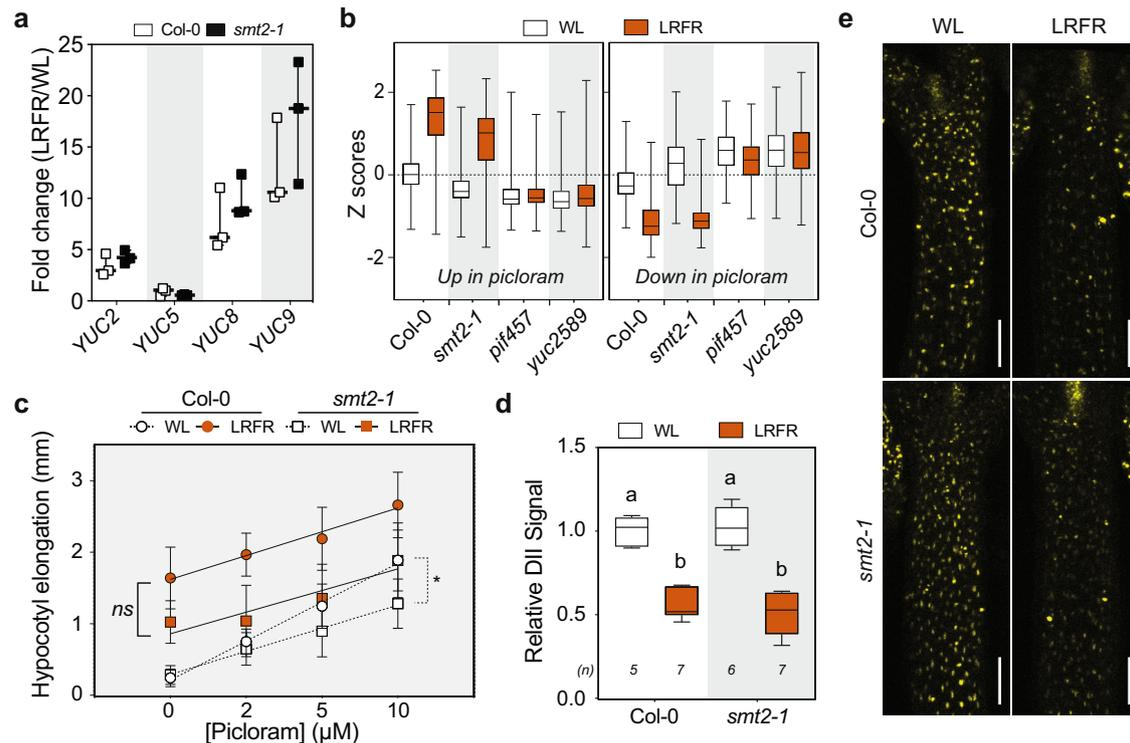 a
Col-0 smt2-1
Fold change (LRFR/WL)
25
20
15
10
5
0
YUC2
YUC5
YUC8
YUC9
b
WL LRFR
Z scores
2
0
-2
Up in picloram
Down in picloram
Col-0
smt2-1
pif457
yuc2589
Col-0
smt2-1
pif457
yuc2589
c
Col-0 smt2-1
WL LRFR WL LRFR
Hypocotyl elongation (mm)
3
2
1
0
ns
*
0 2 5 10
[Picloram] (µM)
d
WL LRFR
Relative DII Signal
1.5
1.0
0.5
0.0
a
b
a
b
(n) 5 7 6 7
Col-0 smt2-1
e
WL LRFR
Col-0
smt2-1